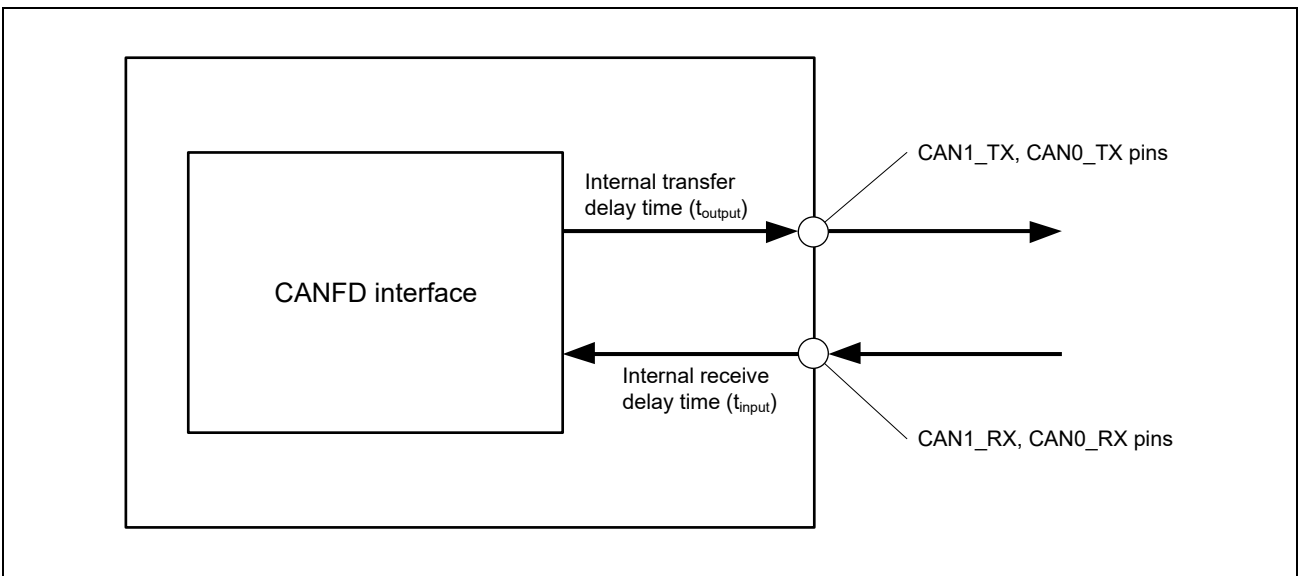 CAN1_TX, CAN0_TX pins
Internal transfer
delay time (toutput)
CANFD interface
Internal receive
delay time (tinput)
CAN1_RX, CAN0_RX pins